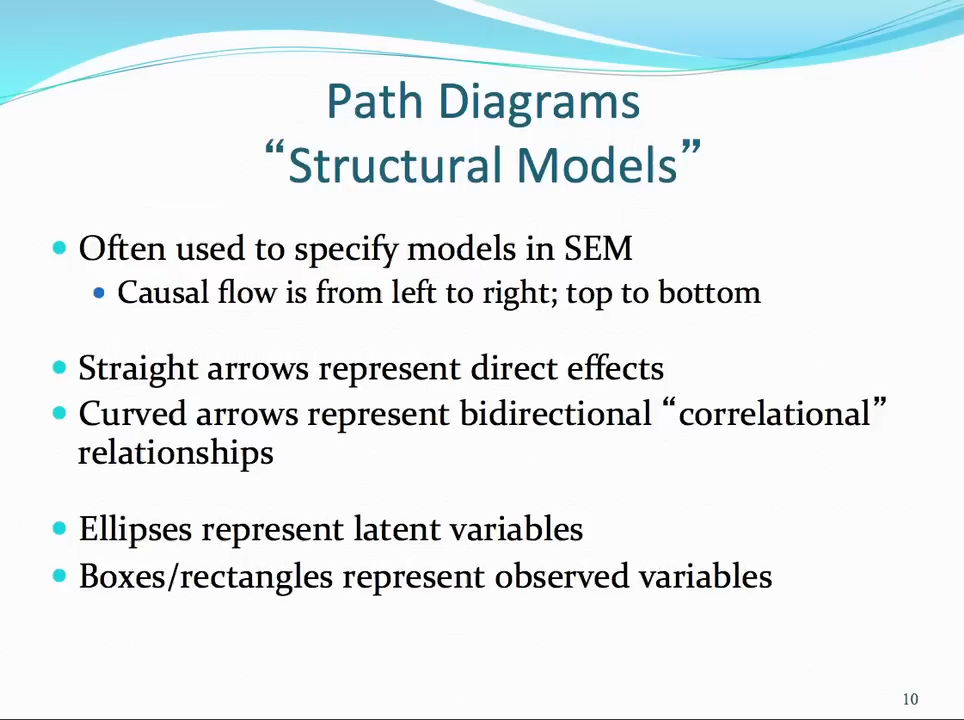 Path Diagrams
“Structural Models”
• Often used to specify models in SEM
• Causal flow is from left to right; top to bottom
• Straight arrows represent direct effects
• Curved arrows represent bidirectional “correlational”
relationships
• Ellipses represent latent variables
• Boxes/rectangles represent observed variables
10